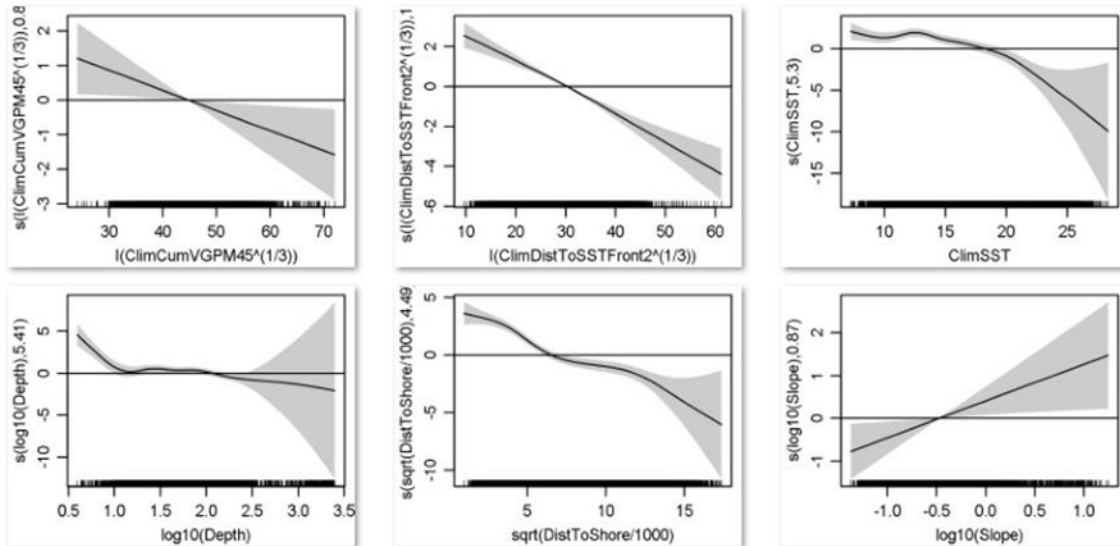 s(I(ClimCumVGPM45^(1/3)),0.8
2
1
0
-1
-2
-3
30 40 50 60 70
I(ClimCumVGPM45^(1/3))
s(I(ClimDistToSSTFront2^(1/3)),1
2
0
-2
-4
-6
10 20 30 40 50 60
I(ClimDistToSSTFront2^(1/3))
s(ClimSST,5.3)
0
-5
-10
-15
10 15 20 25
ClimSST
s(log10(Depth),5.41)
5
0
-5
-10
0.5 1.0 1.5 2.0 2.5 3.0 3.5
log10(Depth)
s(sqrt(DistToShore/1000),4.49
5
0
-5
-10
5 10 15
sqrt(DistToShore/1000)
s(log10(Slope),0.87)
2
1
0
-1
-1.0 -0.5 0.0 0.5 1.0
log10(Slope)